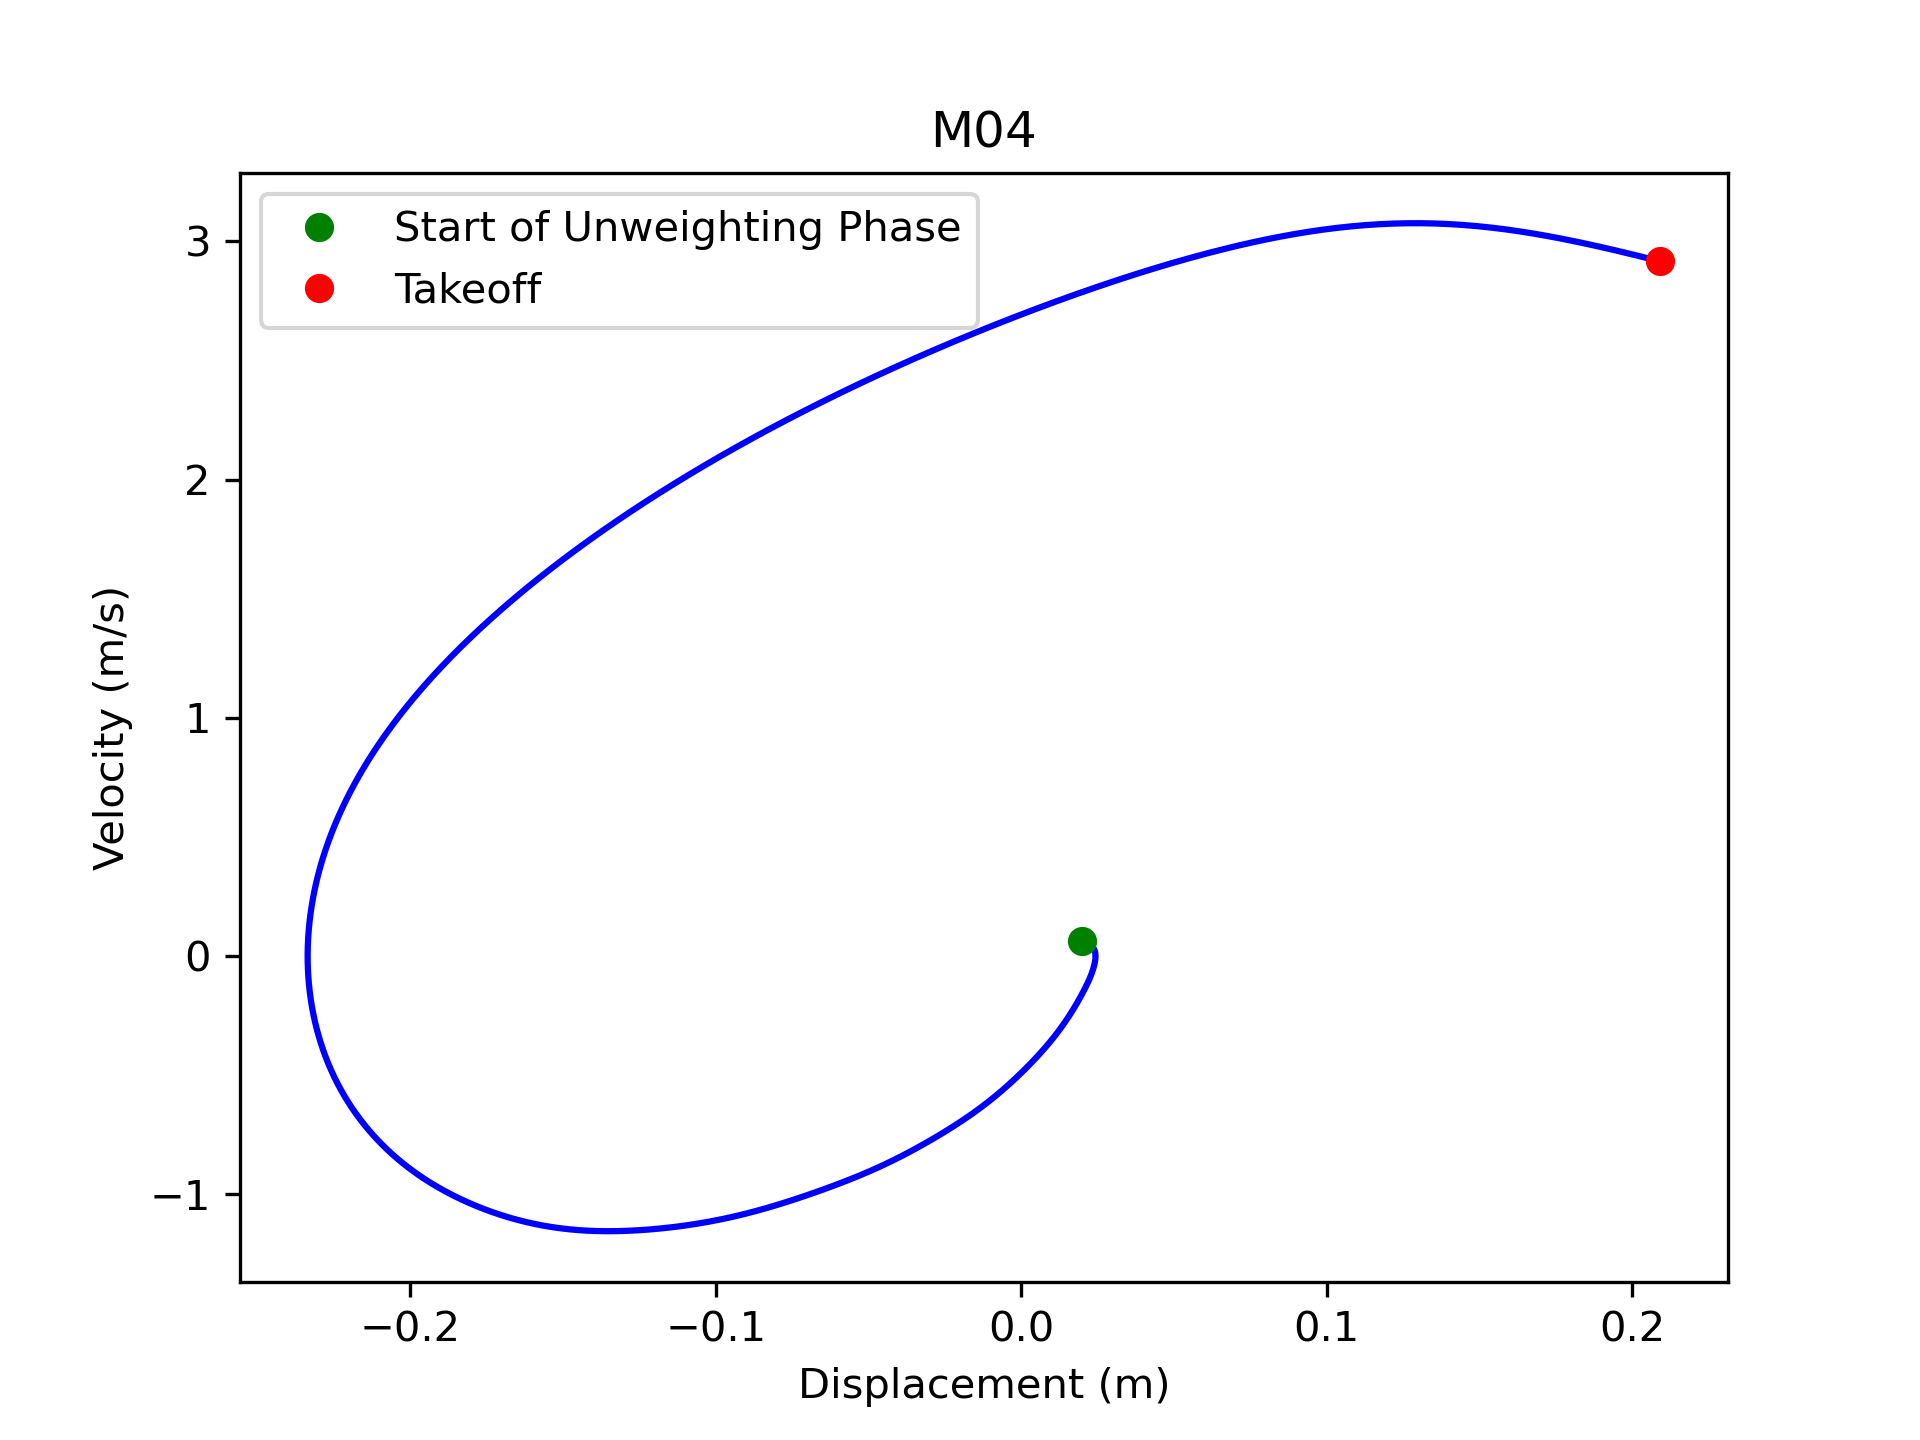 M04
Start of Unweighting Phase
Takeoff
3
2
1
0
−1
Velocity (m/s)
−0.2 −0.1 0.0 0.1 0.2
Displacement (m)